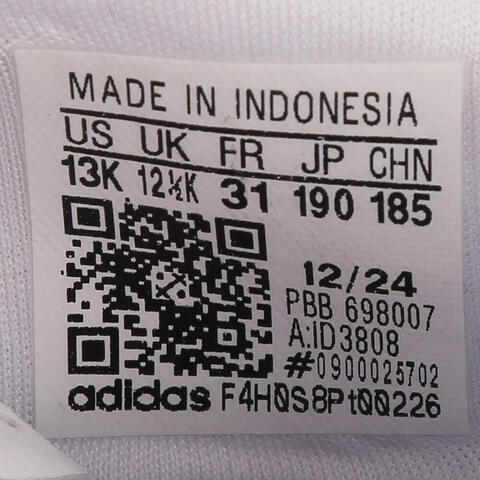 MADE IN INDONESIA
US UK FR JP CHN
13K 12½K 31 190 185
12/24
PBB 698007
A:ID3808
#0900025702
adidas F4H0S8Pt00226